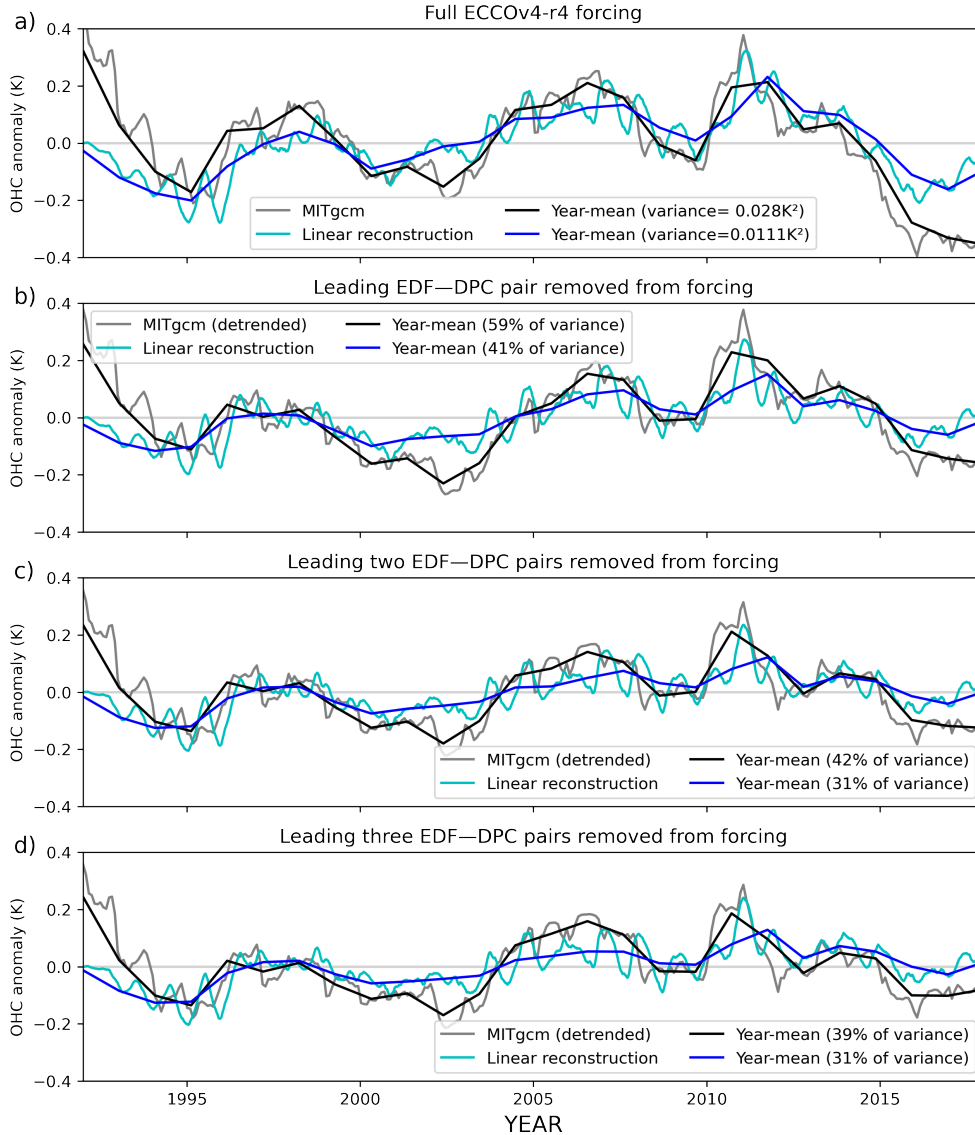 a)
Full ECCOv4-r4 forcing
OHC anomaly (K)
0.4
0.2
0.0
−0.2
−0.4
MITgcm
Linear reconstruction
Year-mean (variance= 0.028K²)
Year-mean (variance=0.0111K²)
b)
Leading EDF—DPC pair removed from forcing
OHC anomaly (K)
0.4
0.2
0.0
−0.2
−0.4
MITgcm (detrended)
Linear reconstruction
Year-mean (59% of variance)
Year-mean (41% of variance)
c)
Leading two EDF—DPC pairs removed from forcing
OHC anomaly (K)
0.4
0.2
0.0
−0.2
−0.4
MITgcm (detrended)
Linear reconstruction
Year-mean (42% of variance)
Year-mean (31% of variance)
d)
Leading three EDF—DPC pairs removed from forcing
OHC anomaly (K)
0.4
0.2
0.0
−0.2
−0.4
MITgcm (detrended)
Linear reconstruction
Year-mean (39% of variance)
Year-mean (31% of variance)
1995 2000 2005 2010 2015
YEAR